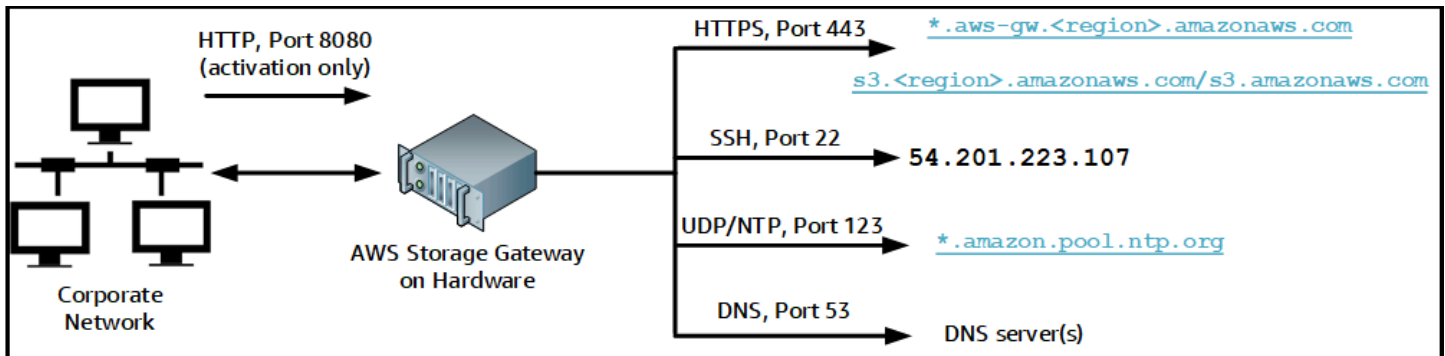 HTTP, Port 8080
(activation only)
Corporate
Network
AWS Storage Gateway
on Hardware
HTTPS, Port 443
*.aws-gw.<region>.amazonaws.com
s3.<region>.amazonaws.com/s3.amazonaws.com
SSH, Port 22
54.201.223.107
UDP/NTP, Port 123
*.amazon.pool.ntp.org
DNS, Port 53
DNS server(s)